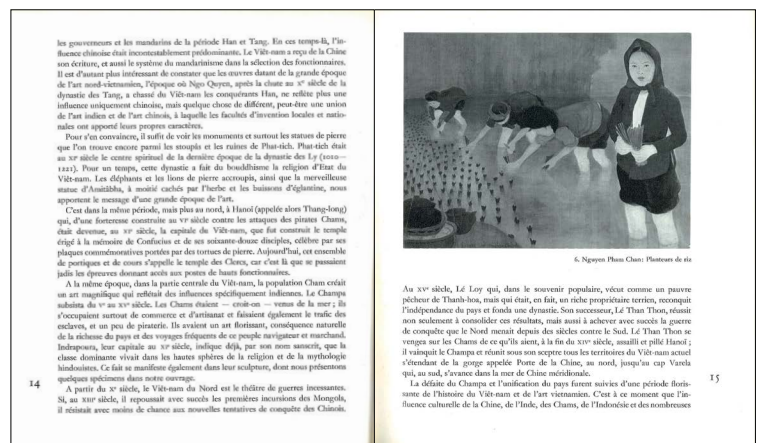 les gouverneurs et les mandarins de la période Han et Tang. En ces temps-là, l'in-
fluence chinoise était incontestablement prédominante. Le Viêt-nam a reçu de la Chine
son écriture, et aussi le système du mandarinisme dans la sélection des fonctionnaires.
Il est d'autant plus intéressant de constater que les œuvres datant de la grande époque
de l'art nord-vietnamien, l'époque où Ngo Quyen, après la chute au Xe siècle de la
dynastie des Tang, a chassé du Viêt-nam les conquérants Han, ne reflète plus une
influence uniquement chinoise, mais quelque chose de différent, peut-être une union
de l'art indien et de l'art chinois, à laquelle les facultés d'invention locales et natio-
nales ont apporté leurs propres caractères.
Pour s'en convaincre, il suffit de voir les monuments et surtout les statues de pierre
que l'on trouve encore parmi les stoupis et les ruines de Phat-tich. Phat-tich était
au XIe siècle le centre spirituel de la dernière époque de la dynastie des Ly (1010—
1225). Pour un temps, cette dynastie a fait du bouddhisme la religion d'Etat du
Viêt-nam. Les éléphants et les lions de pierre accroupis, ainsi que la merveilleuse
statue d'Amitâbha, à moitié cachés par l'herbe et les buissons d'églantine, nous
apportent le message d'une grande époque de l'art.
C'est dans la même période, mais plus au nord, à Hanoï (appelée alors Thang-long)
qui, d'une forteresse construite au VIe siècle contre les attaques des pirates Chams,
était devenue, au XIe siècle, la capitale du Viêt-nam, que fut construit le temple
érigé à la mémoire de Confucius et de ses soixante-douze disciples, célèbre par ses
plaques commémoratives portées par des tortues de pierre. Aujourd'hui, cet ensemble
de portiques et de cours s'appelle le temple des Clercs, car c'est là que se passaient
jadis les épreuves donnant accès aux postes de hauts fonctionnaires.
A la même époque, dans la partie centrale du Viêt-nam, la population Cham créait
un art magnifique qui reflétait des influences spécifiquement indiennes. Le Champa
subsista du Ve au XVe siècle. Les Chams étaient — croit-on — venus de la mer ; ils
s'occupaient surtout de commerce et d'artisanat et faisaient également le trafic des
esclaves, et un peu de piraterie. Ils avaient un art florissant, conséquence naturelle
de la richesse du pays et des voyages fréquents de ce peuple navigateur et marchand.
Indrapoura, leur capitale au XIe siècle, indique déjà, par son nom sanscrit, que la
classe dominante vivait dans les hautes sphères de la religion et de la mythologie
hindouistes. Ce fait se manifeste également dans leur sculpture, dont nous présentons
quelques spécimens dans notre ouvrage.
A partir du Xe siècle, le Viêt-nam du Nord est le théâtre de guerres incessantes.
Si, au XIIIe siècle, il repoussait avec succès les premières incursions des Mongols,
il résistait avec moins de chance aux nouvelles tentatives de conquête des Chinois.
14
6. Nguyen Pham Chan: Planteurs de riz
Au XVe siècle, Lé Loy qui, dans le souvenir populaire, vécut comme un pauvre
pêcheur de Thanh-hoa, mais qui était, en fait, un riche propriétaire terrien, reconquit
l'indépendance du pays et fonda une dynastie. Son successeur, Lé Than Thon, réussit
non seulement à consolider ces résultats, mais aussi à achever avec succès la guerre
de conquête que le Nord menait depuis des siècles contre le Sud. Lé Than Thon se
vengea sur les Chams de ce qu'ils aient, à la fin du XIVe siècle, assailli et pillé Hanoï ;
il vainquit le Champa et réunit sous son sceptre tous les territoires du Viêt-nam actuel
s'étendant de la gorge appelée Porte de la Chine, au nord, jusqu'au cap Varela
qui, au sud, s'avance dans la mer de Chine méridionale.
La défaite du Champa et l'unification du pays furent suivies d'une période floris-
sante de l'histoire du Viêt-nam et de l'art vietnamien. C'est à ce moment que l'in-
fluence culturelle de la Chine, de l'Inde, des Chams, de l'Indonésie et des nombreuses
15